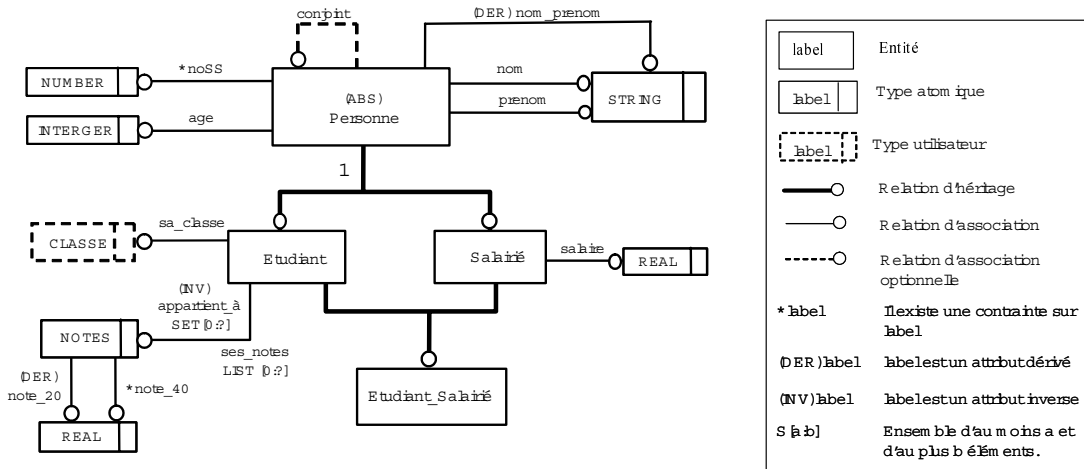 conjoint
(DER) nom_prenom
*noSS
NUMBER
nom
(ABS)
Personne
STRING
prenom
INTERGER
age
1
sa_classe
CLASSE
Etudiant
Salarié
salaire
REAL
(INV)
appartient_à
SET[0:?]
NOTES
ses_notes
LIST [0:?]
(DER)
note_20
*note_40
Etudiant_Salarié
REAL
label
Entité
label
Type atomique
label
Type utilisateur
Relation d'héritage
Relation d'association
Relation d'association
optionnelle
*label
Il existe une contrainte sur
label
(DER)label
label est un attribut dérivé
(INV)label
label est un attribut inverse
S[a:b]
Ensemble d'au moins a et
d'au plus b éléments.